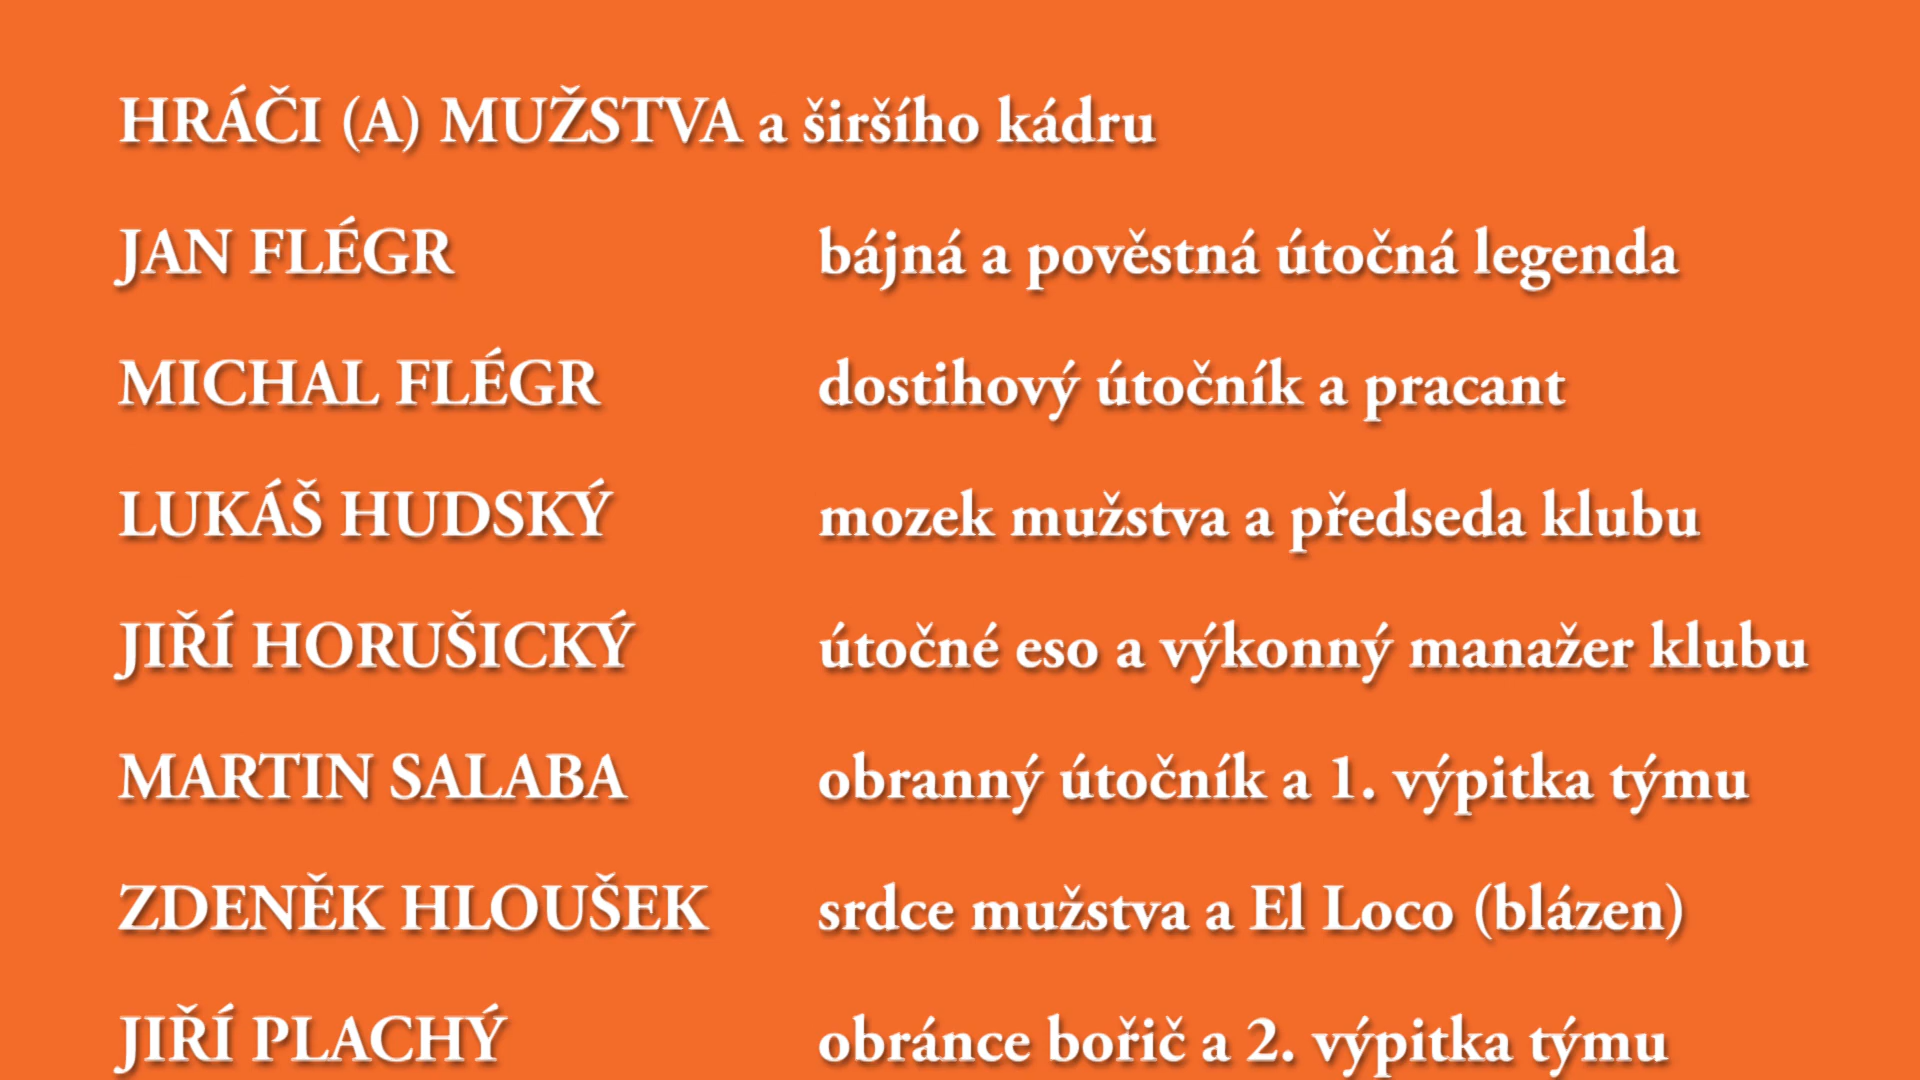 HRÁČI (A) MUŽSTVA a širšího kádru
JAN FLÉGR bájná a pověstná útočná legenda
MICHAL FLÉGR dostihový útočník a pracant
LUKÁŠ HUDSKÝ mozek mužstva a předseda klubu
JIŘÍ HORUŠICKÝ útočné eso a výkonný manažer klubu
MARTIN SALABA obranný útočník a 1. výpitka týmu
ZDENĚK HLOUŠEK srdce mužstva a El Loco (blázen)
JIŘÍ PLACHÝ obránce bořič a 2. výpitka týmu